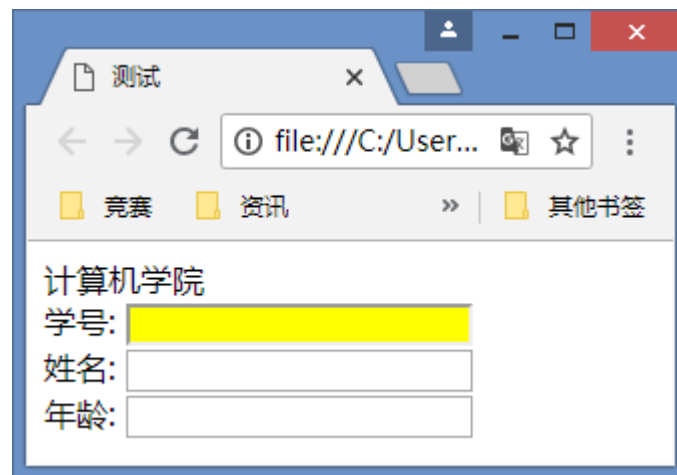 测试
file:///C:/User...
竞赛 资讯 » 其他书签
计算机学院
学号:
姓名:
年龄: